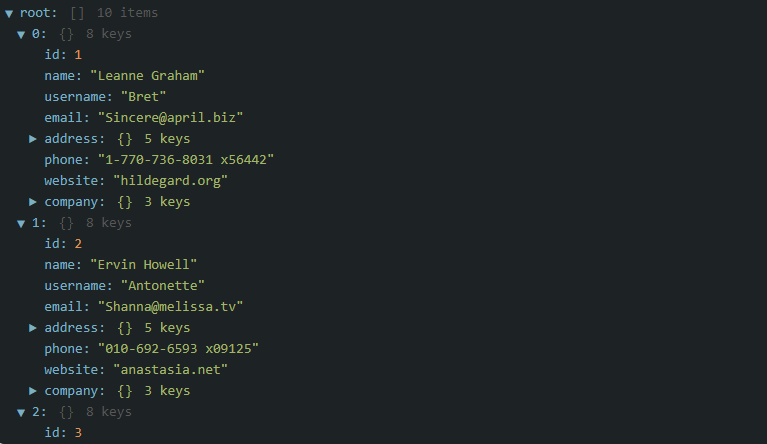 ▼ root: [] 10 items
▼ 0: {} 8 keys
id: 1
name: "Leanne Graham"
username: "Bret"
email: "Sincere@april.biz"
▶ address: {} 5 keys
phone: "1-770-736-8031 x56442"
website: "hildegard.org"
▶ company: {} 3 keys
▼ 1: {} 8 keys
id: 2
name: "Ervin Howell"
username: "Antonette"
email: "Shanna@melissa.tv"
▶ address: {} 5 keys
phone: "010-692-6593 x09125"
website: "anastasia.net"
▶ company: {} 3 keys
▼ 2: {} 8 keys
id: 3